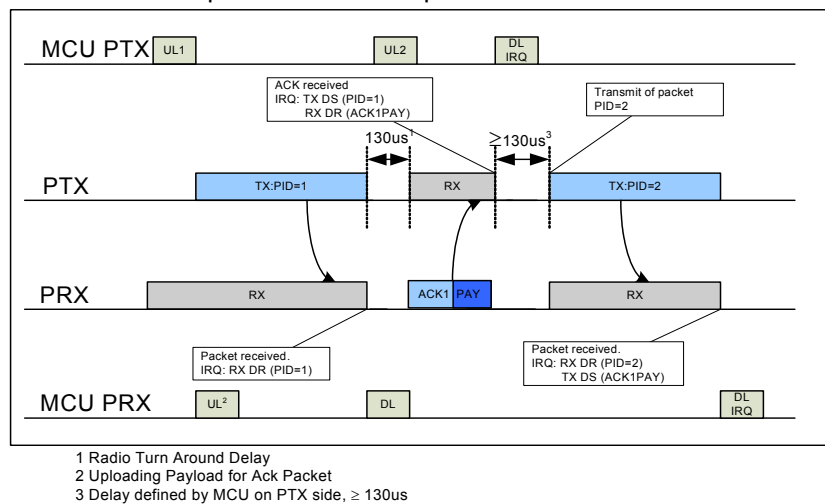 MCU PTX
UL1
UL2
DL
IRQ
ACK received
IRQ: TX DS (PID=1)
RX DR (ACK1PAY)
Transmit of packet
PID=2
130us1
≥130us3
PTX
TX:PID=1
RX
TX:PID=2
PRX
RX
ACK1
PAY
RX
Packet received.
IRQ: RX DR (PID=1)
Packet received.
IRQ: RX DR (PID=2)
TX DS (ACK1PAY)
MCU PRX
UL2
DL
DL
IRQ
1 Radio Turn Around Delay
2 Uploading Payload for Ack Packet
3 Delay defined by MCU on PTX side, ≥ 130us